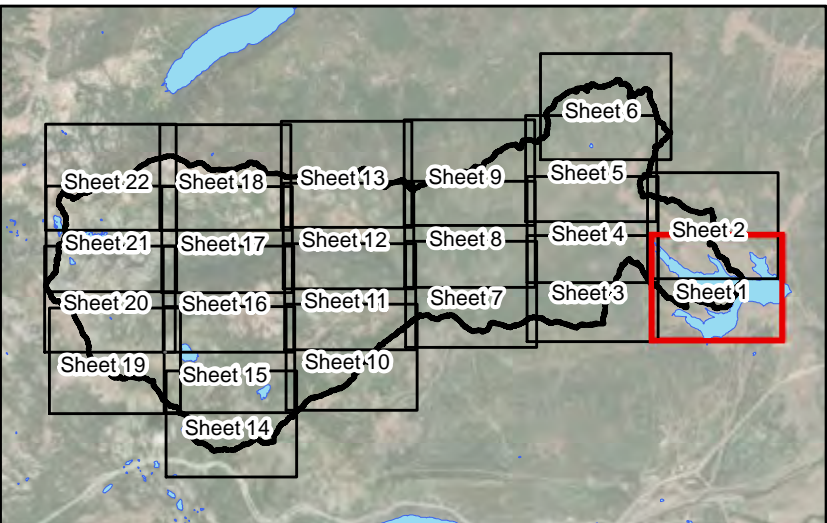 Sheet 6
Sheet 22
Sheet 18
Sheet 13
Sheet 9
Sheet 5
Sheet 21
Sheet 17
Sheet 12
Sheet 8
Sheet 4
Sheet 2
Sheet 20
Sheet 16
Sheet 11
Sheet 7
Sheet 3
Sheet 1
Sheet 19
Sheet 15
Sheet 10
Sheet 14